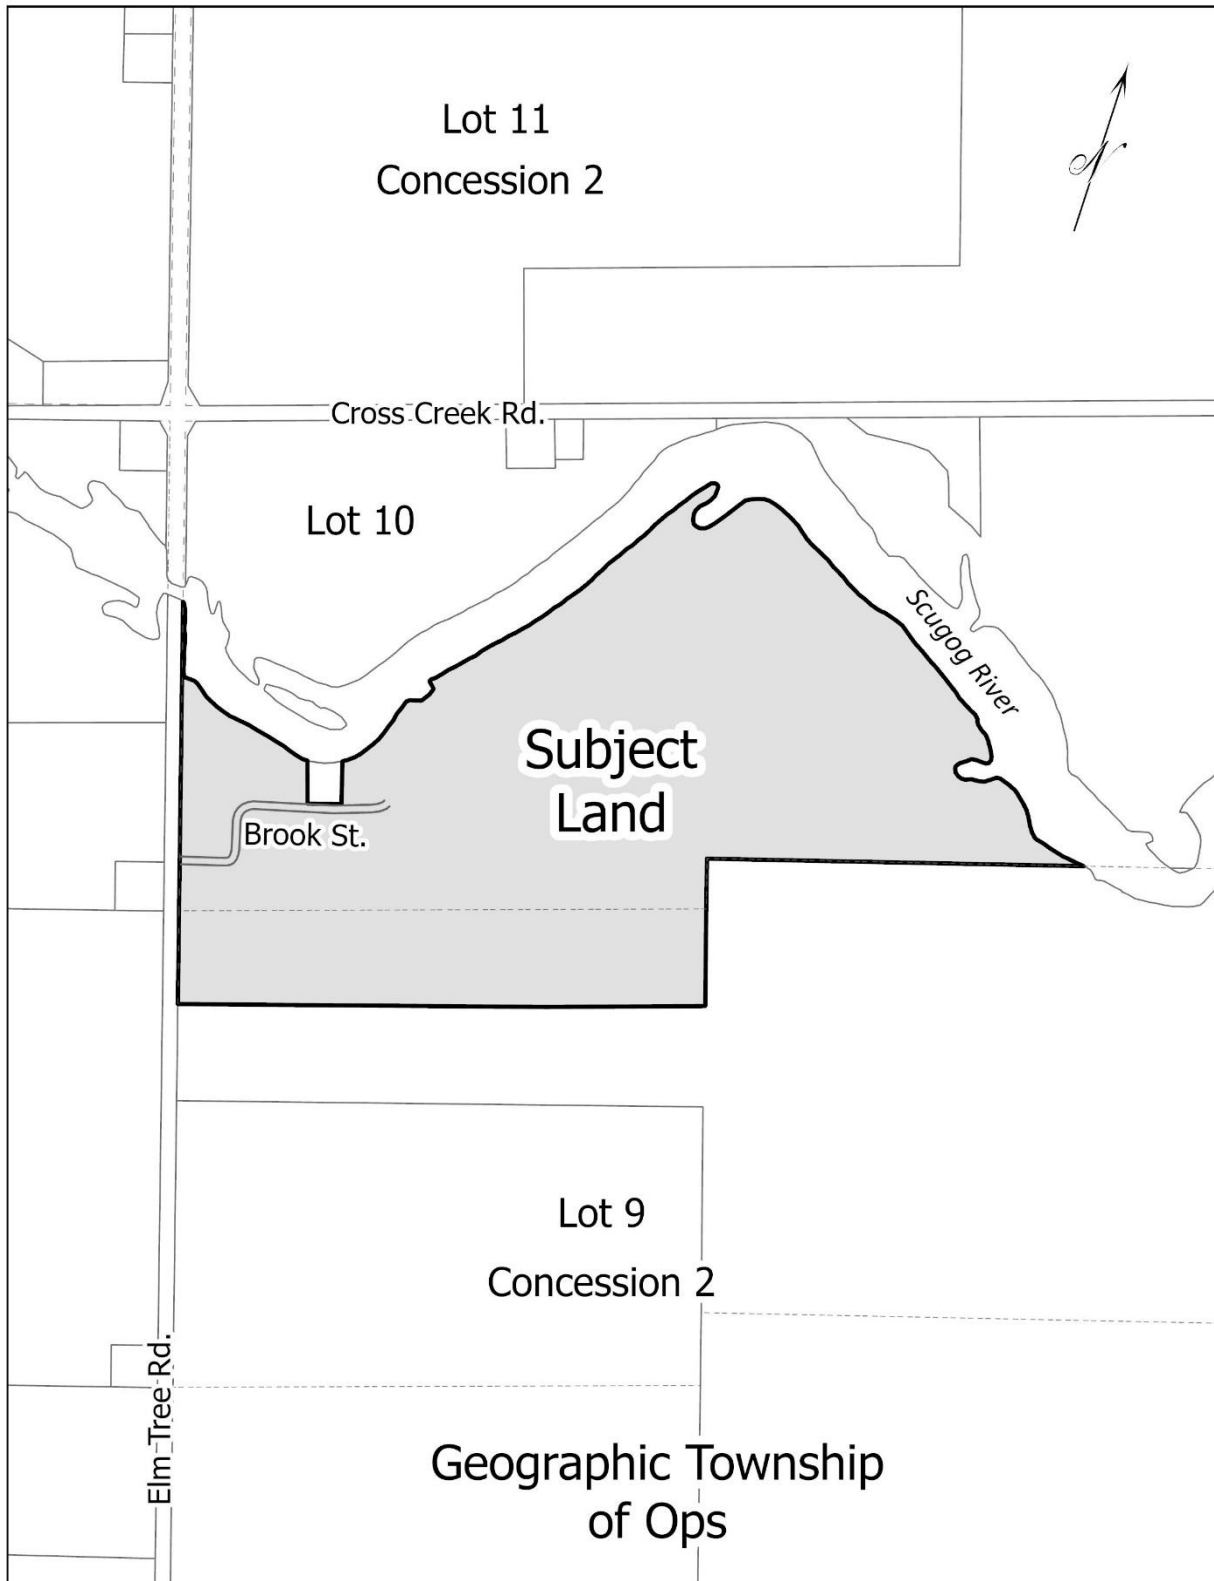 Lot 11
Concession 2
N
Cross Creek Rd.
Lot 10
Scugog River
Subject
Land
Brook St.
Lot 9
Concession 2
Elm Tree Rd.
Geographic Township
of Ops